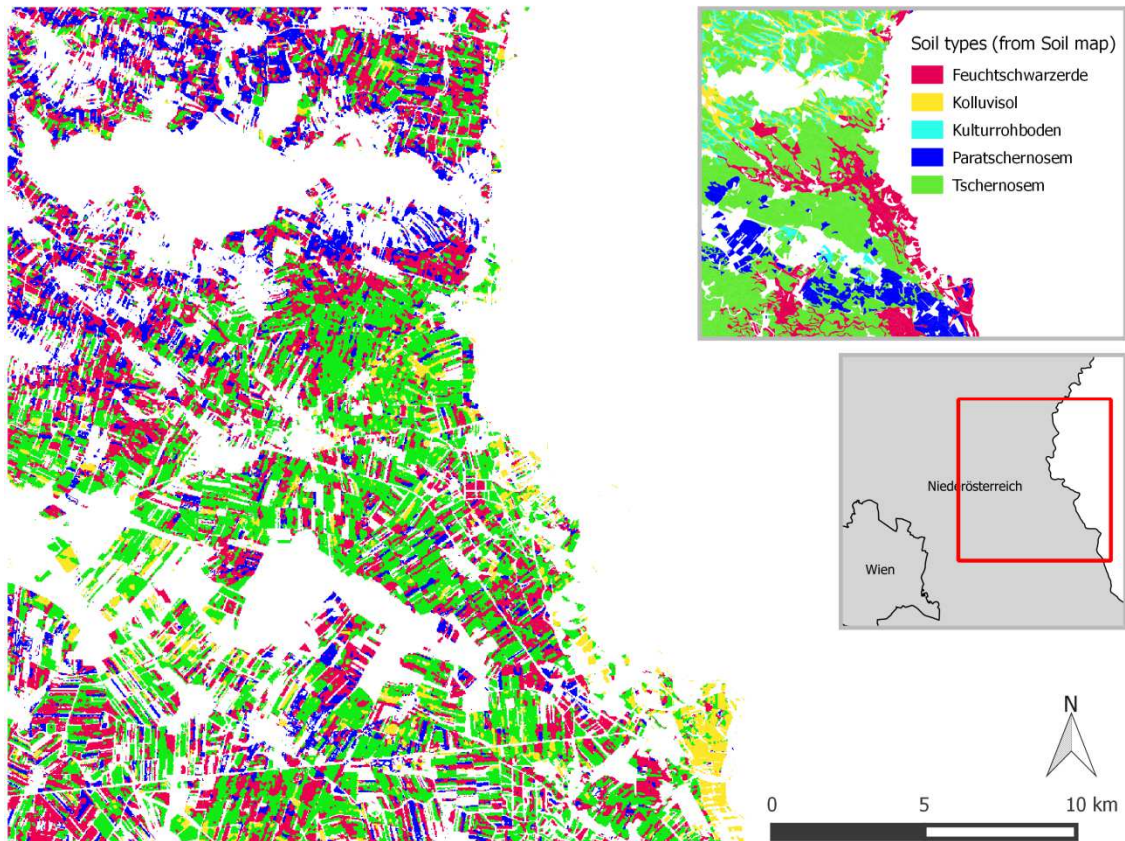 Soil types (from Soil map)
Feuchtschwarzerde
Kolluvisol
Kulturrohboden
Paratschernosem
Tschernosem
Niederösterreich
Wien
N
0 5 10 km